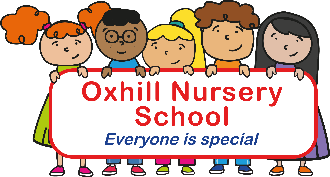 Oxhill Nursery
School
Everyone is special